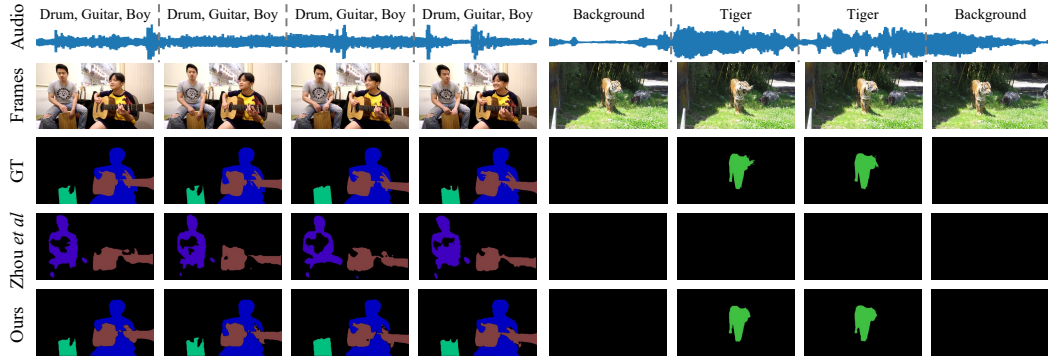 Drum, Guitar, Boy Drum, Guitar, Boy Drum, Guitar, Boy Drum, Guitar, Boy Background Tiger Tiger Background
Audio
Frames
GT
Zhou et al
Ours